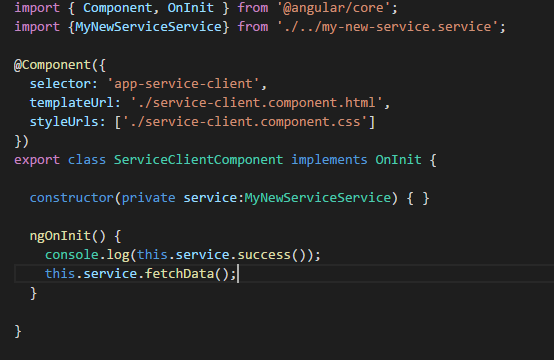 import { Component, OnInit } from '@angular/core';
import {MyNewServiceService} from './../my-new-service.service';

@Component({
  selector: 'app-service-client',
  templateUrl: './service-client.component.html',
  styleUrls: ['./service-client.component.css']
})
export class ServiceClientComponent implements OnInit {

  constructor(private service:MyNewServiceService) { }

  ngOnInit() {
    console.log(this.service.success());
    this.service.fetchData();
  }

}